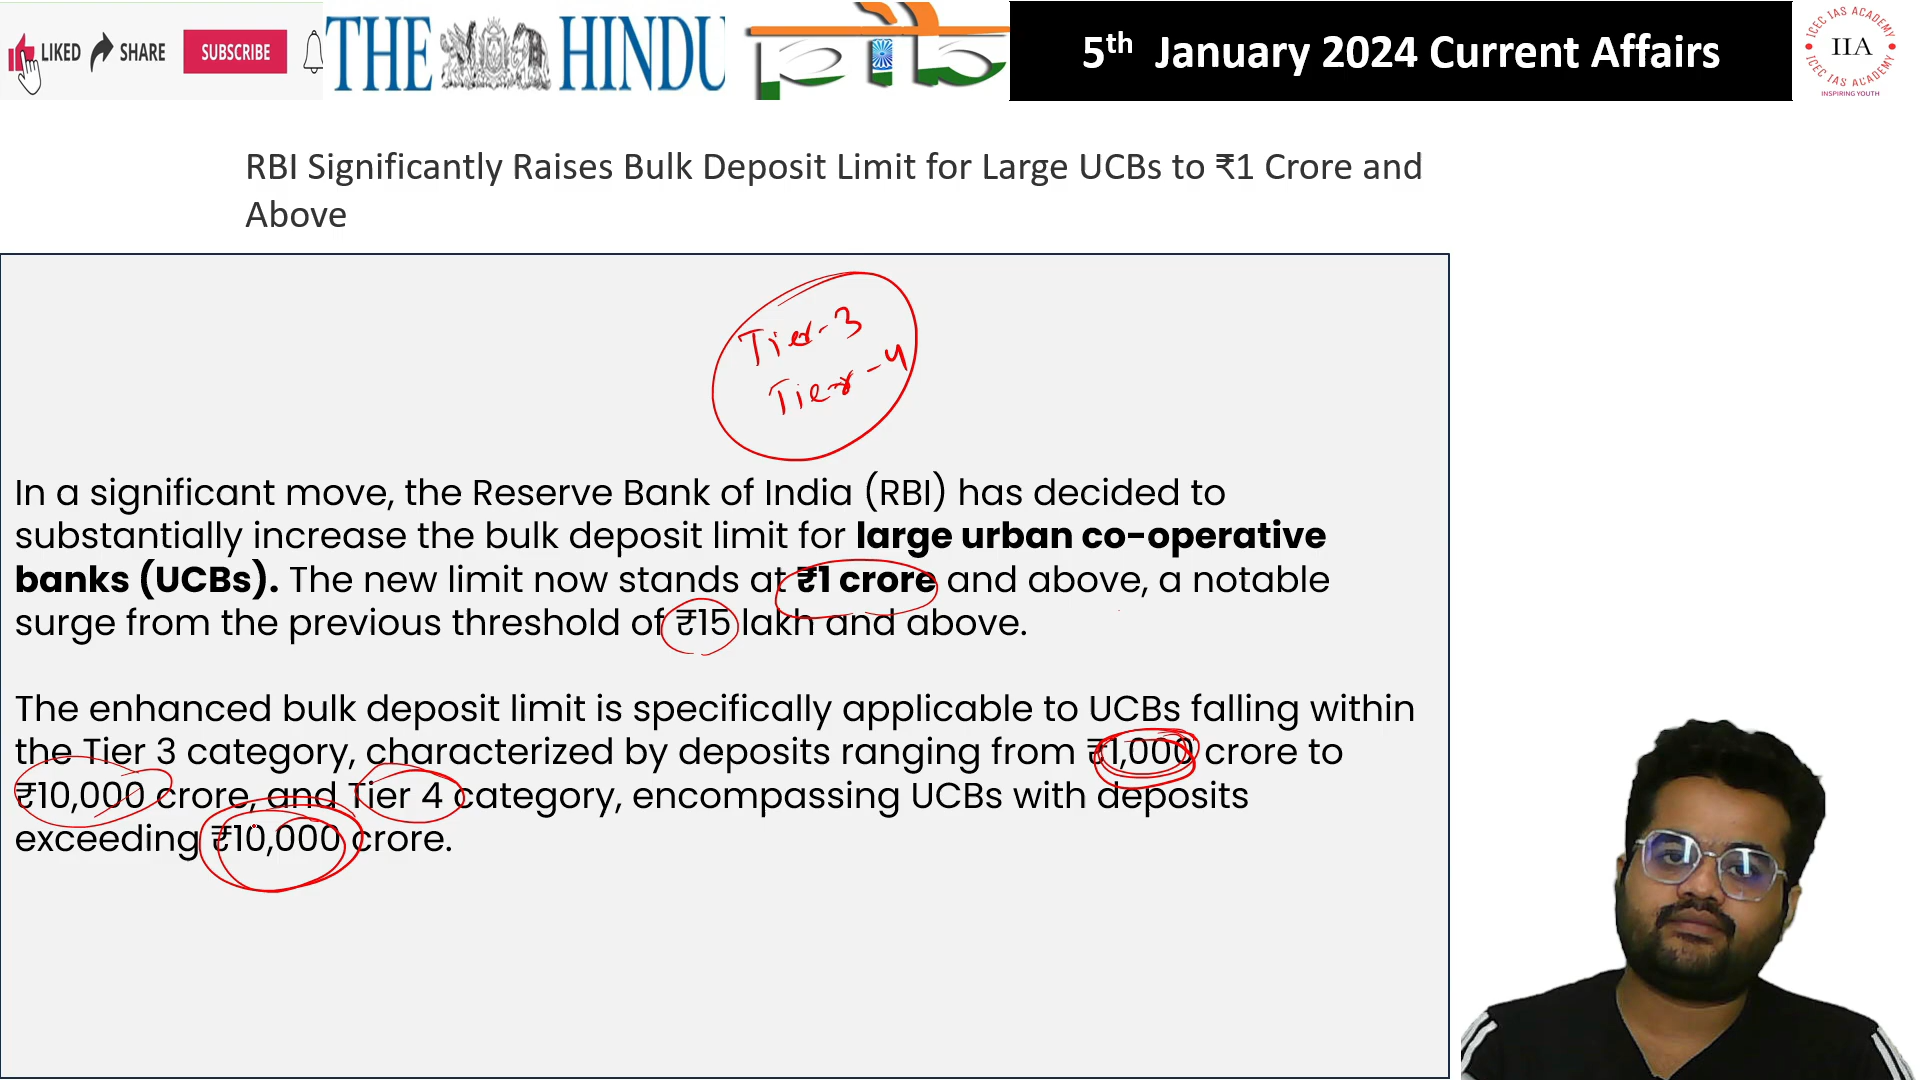 LIKED SHARE SUBSCRIBE THE HINDU pib 5th January 2024 Current Affairs
ICEC IAS ACADEMY
IIA
ICEC IAS ACADEMY
INSPIRING YOUTH
RBI Significantly Raises Bulk Deposit Limit for Large UCBs to ₹1 Crore and
Above
Tier-3
Tier-4
In a significant move, the Reserve Bank of India (RBI) has decided to
substantially increase the bulk deposit limit for large urban co-operative
banks (UCBs). The new limit now stands at ₹1 crore and above, a notable
surge from the previous threshold of ₹15 lakh and above.
The enhanced bulk deposit limit is specifically applicable to UCBs falling within
the Tier 3 category, characterized by deposits ranging from ₹1,000 crore to
₹10,000 crore, and Tier 4 category, encompassing UCBs with deposits
exceeding ₹10,000 crore.